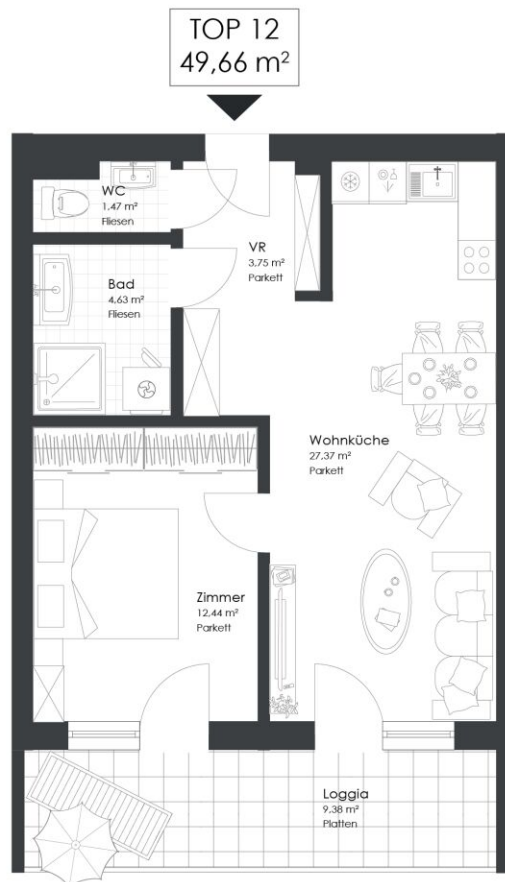 TOP 12
49,66 m²
WC
1,47 m²
Fliesen
VR
3,75 m²
Parkett
Bad
4,63 m²
Fliesen
Wohnküche
27,37 m²
Parkett
Zimmer
12,44 m²
Parkett
Loggia
9,38 m²
Platten